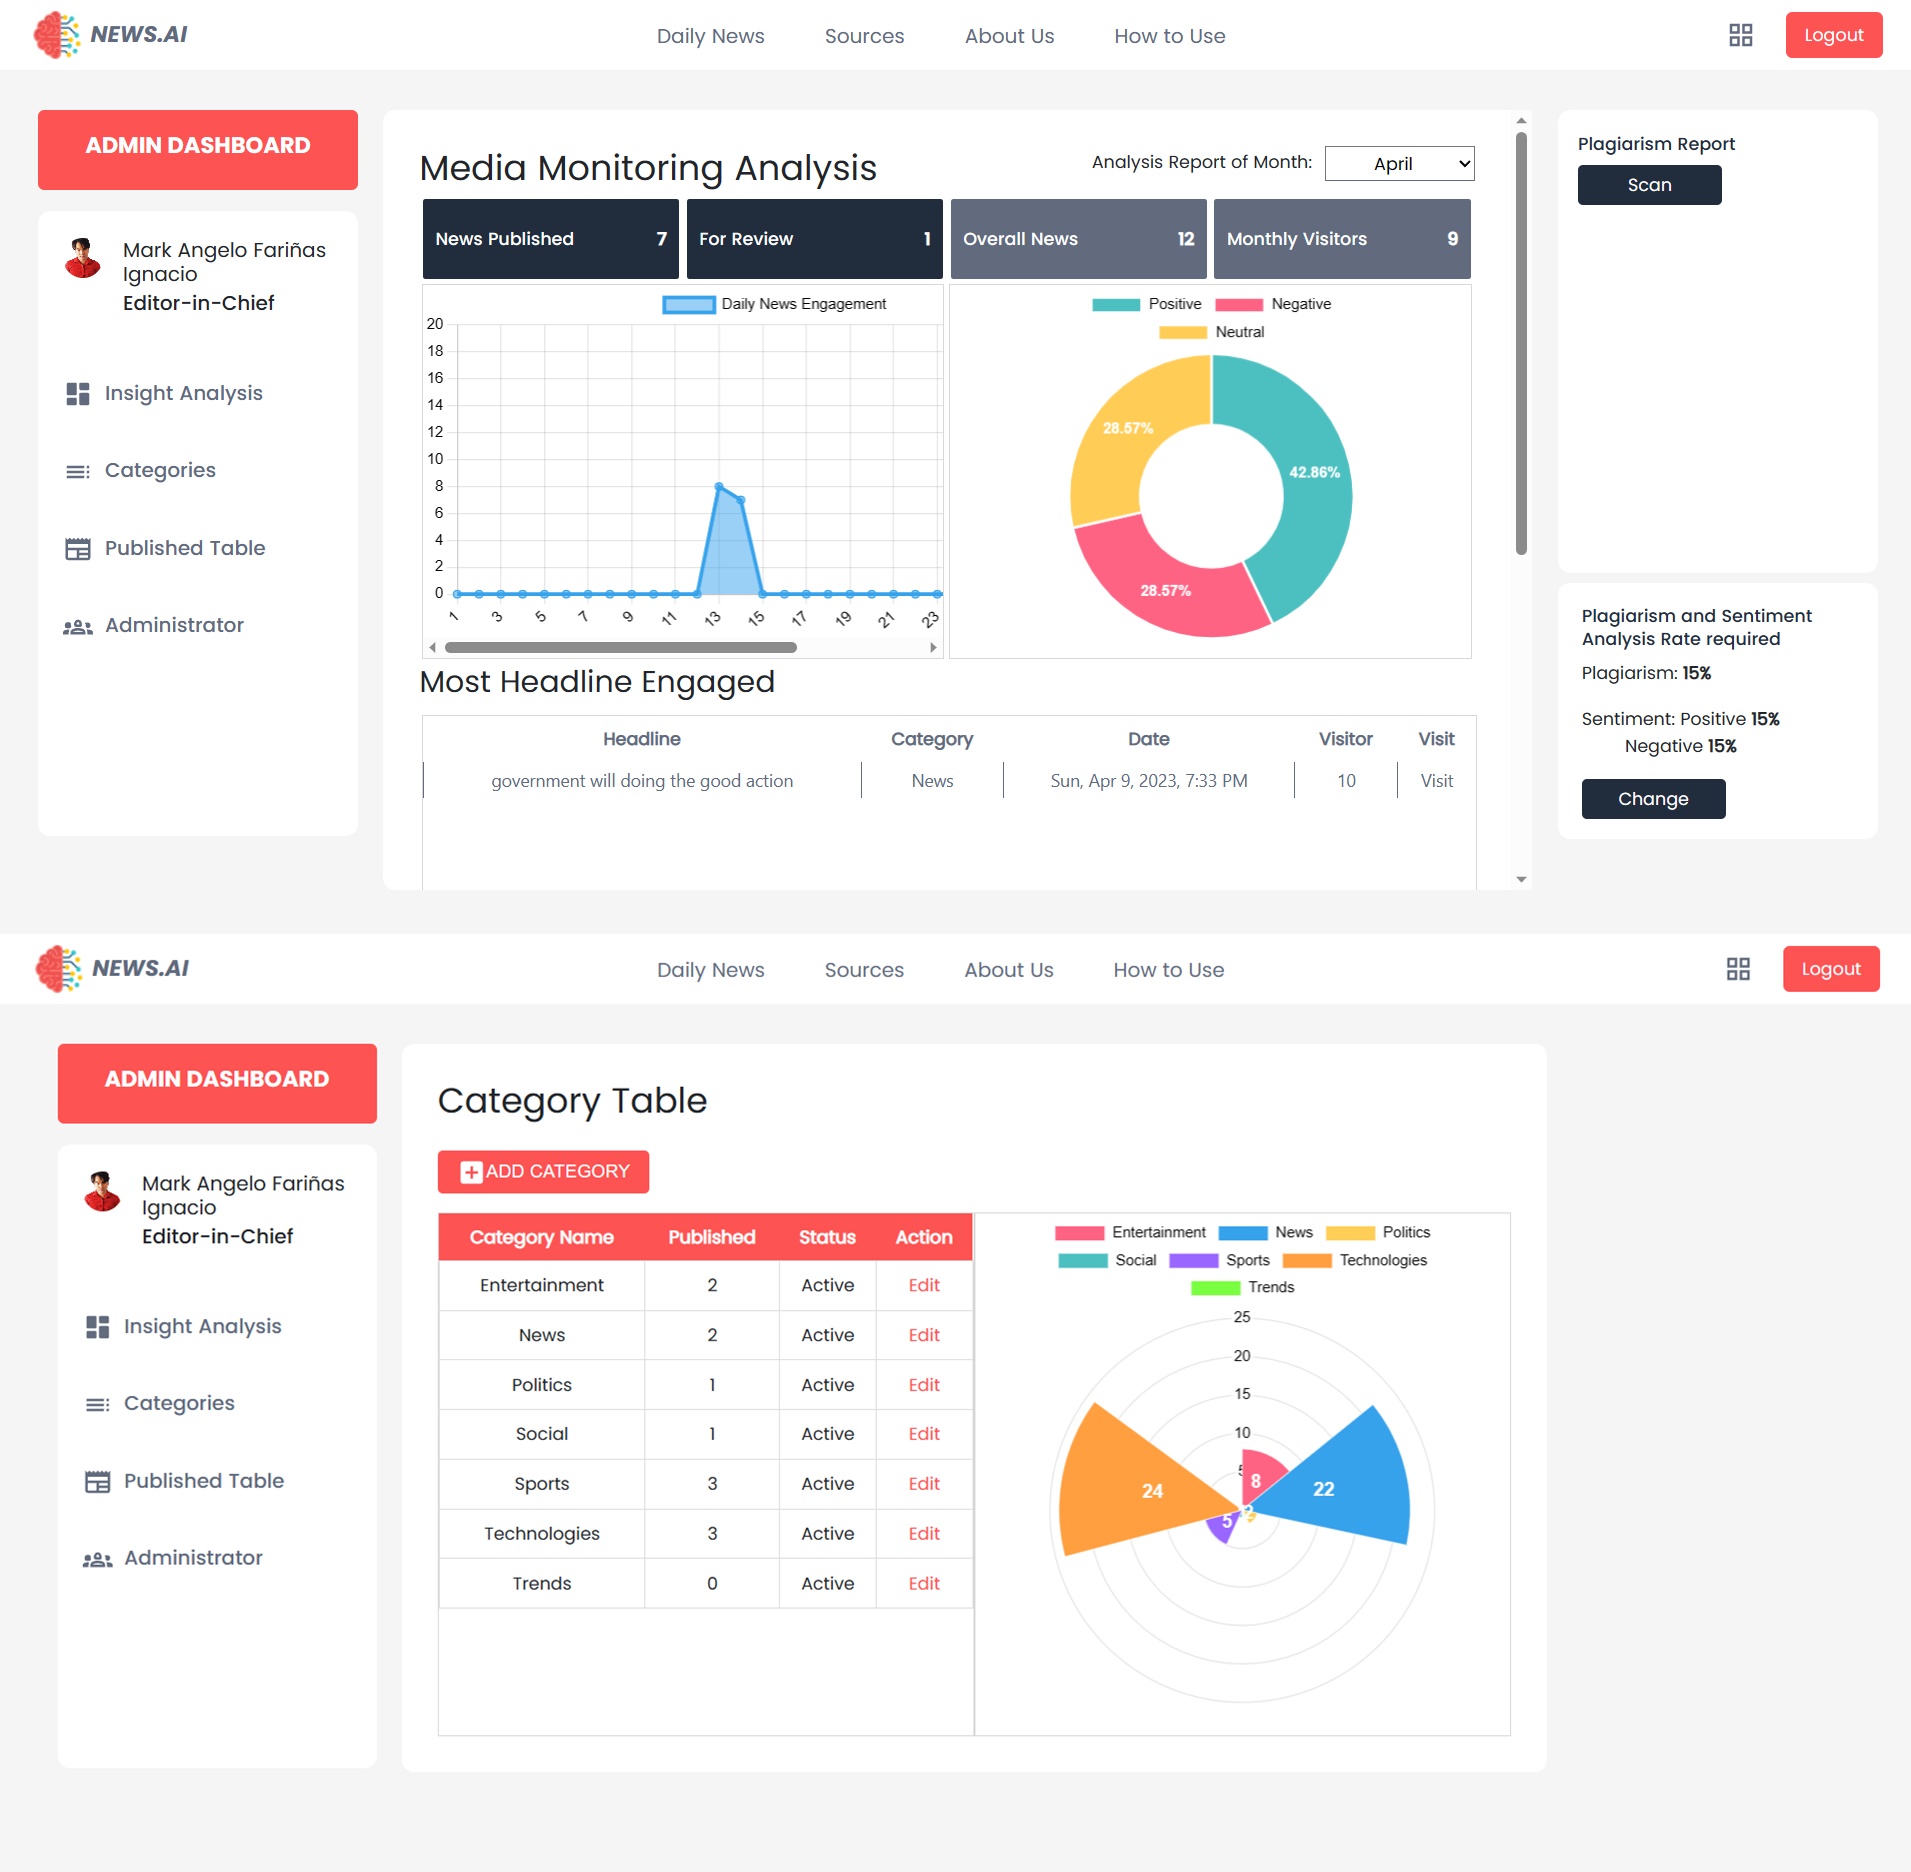 NEWS.AI
Daily News
Sources
About Us
How to Use
Logout
ADMIN DASHBOARD
Mark Angelo Fariñas
Ignacio
Editor-in-Chief
Insight Analysis
Categories
Published Table
Administrator
Media Monitoring Analysis
Analysis Report of Month:
April
News Published 7
For Review 1
Overall News 12
Monthly Visitors 9
Daily News Engagement
20
18
16
14
12
10
8
6
4
2
0
1 3 5 7 9 11 13 15 17 19 21 23
Positive Negative
Neutral
28.57%
42.86%
28.57%
Most Headline Engaged
Headline Category Date Visitor Visit
government will doing the good action News Sun, Apr 9, 2023, 7:33 PM 10 Visit
Plagiarism Report
Scan
Plagiarism and Sentiment
Analysis Rate required
Plagiarism: 15%
Sentiment: Positive 15%
Negative 15%
Change
NEWS.AI
Daily News
Sources
About Us
How to Use
Logout
ADMIN DASHBOARD
Mark Angelo Fariñas
Ignacio
Editor-in-Chief
Insight Analysis
Categories
Published Table
Administrator
Category Table
ADD CATEGORY
Category Name Published Status Action
Entertainment 2 Active Edit
News 2 Active Edit
Politics 1 Active Edit
Social 1 Active Edit
Sports 3 Active Edit
Technologies 3 Active Edit
Trends 0 Active Edit
Entertainment News Politics
Social Sports Technologies
Trends
25
20
15
10
5
8
22
24
5